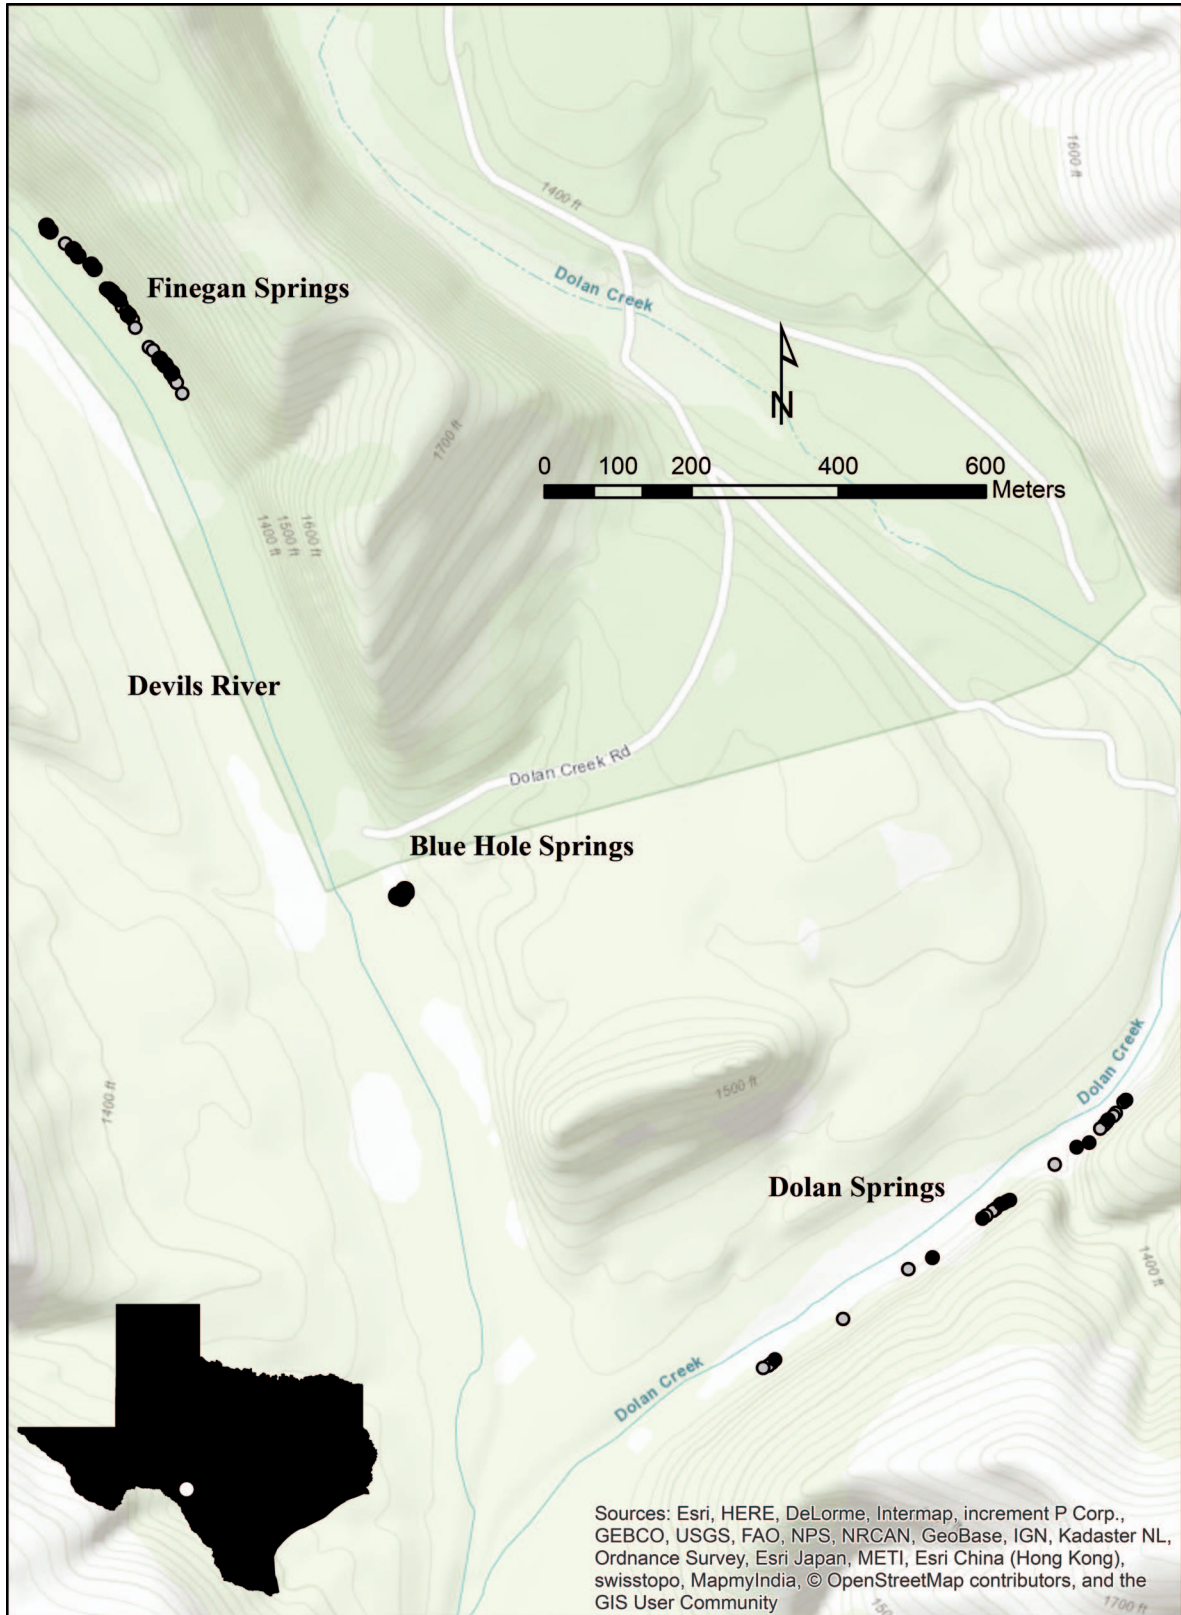 1600 ft
1400 ft
Dolan Creek
Finegan Springs
N
1700 ft
0 100 200 400 600
Meters
1400 ft
1500 ft
1600 ft
Devils River
Dolan Creek Rd
Blue Hole Springs
Dolan Creek
1500 ft
1400 ft
Dolan Springs
1400 ft
Dolan Creek
Sources: Esri, HERE, DeLorme, Intermap, increment P Corp.,
GEBCO, USGS, FAO, NPS, NRCAN, GeoBase, IGN, Kadaster NL,
Ordnance Survey, Esri Japan, METI, Esri China (Hong Kong),
swisstopo, MapmyIndia, © OpenStreetMap contributors, and the
GIS User Community
1700 ft